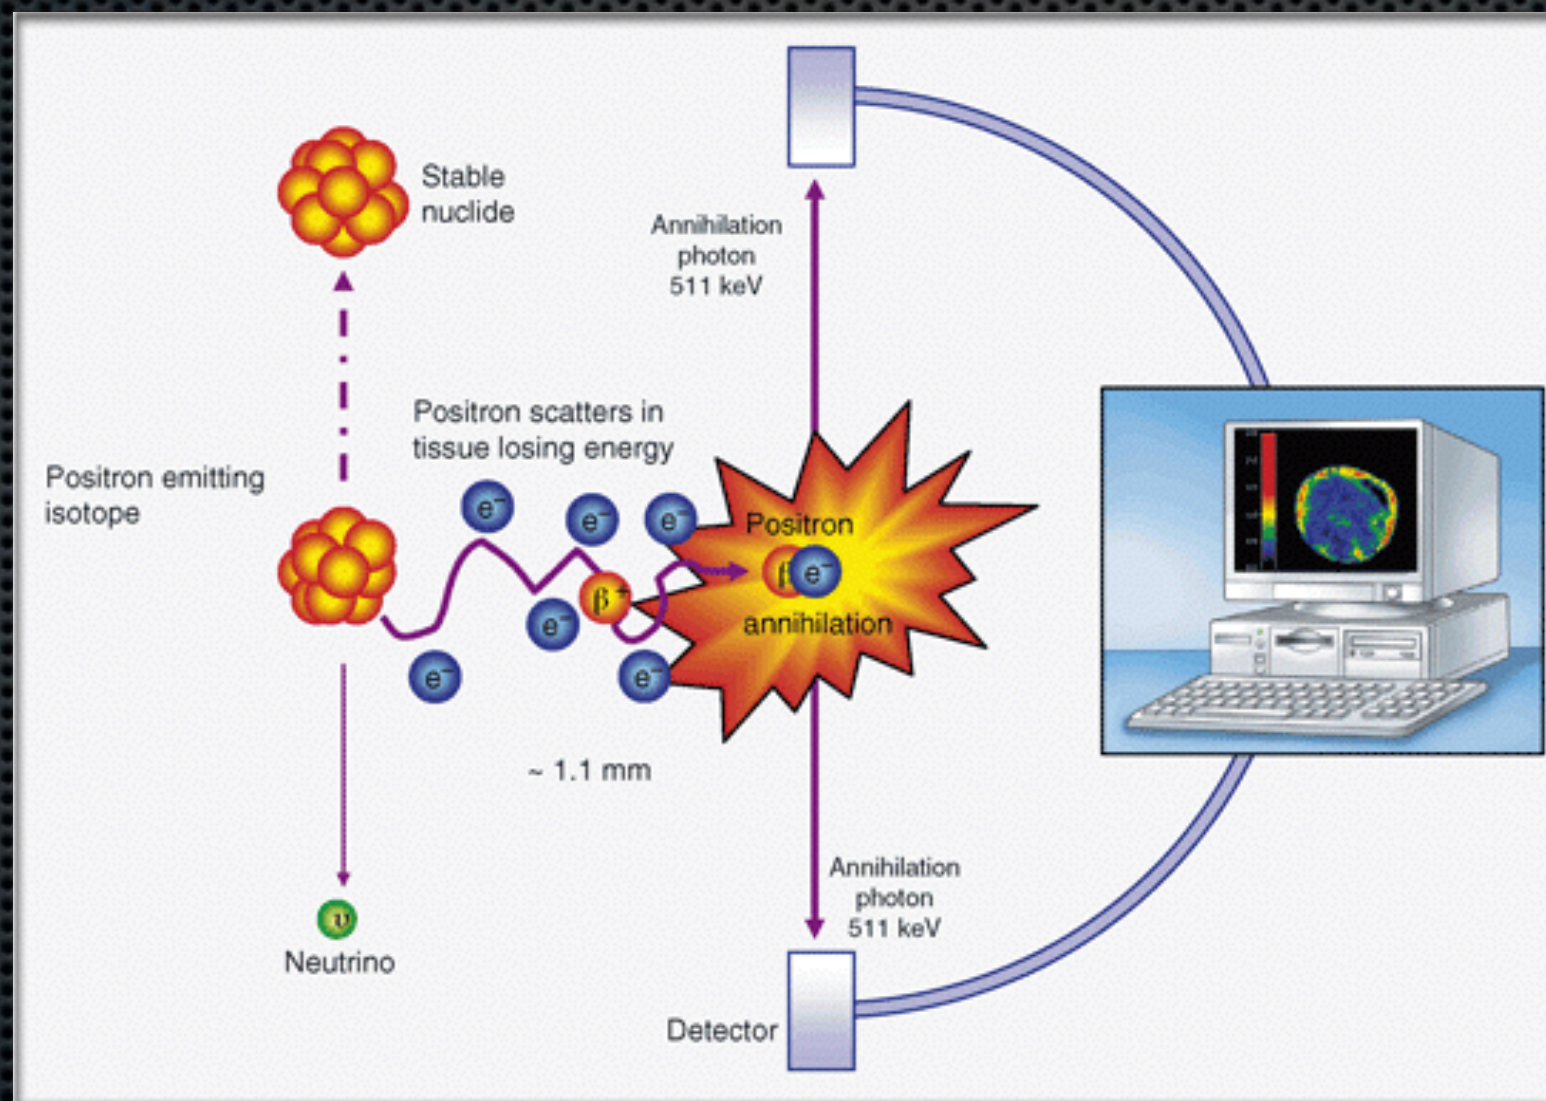 Stable
nuclide
Annihilation
photon
511 keV
Positron scatters in
tissue losing energy
Positron emitting
isotope
e⁻
e⁻
e⁻
Positron
β e⁻
β⁺
e⁻
annihilation
e⁻
e⁻
~ 1.1 mm
Annihilation
photon
511 keV
υ
Neutrino
Detector